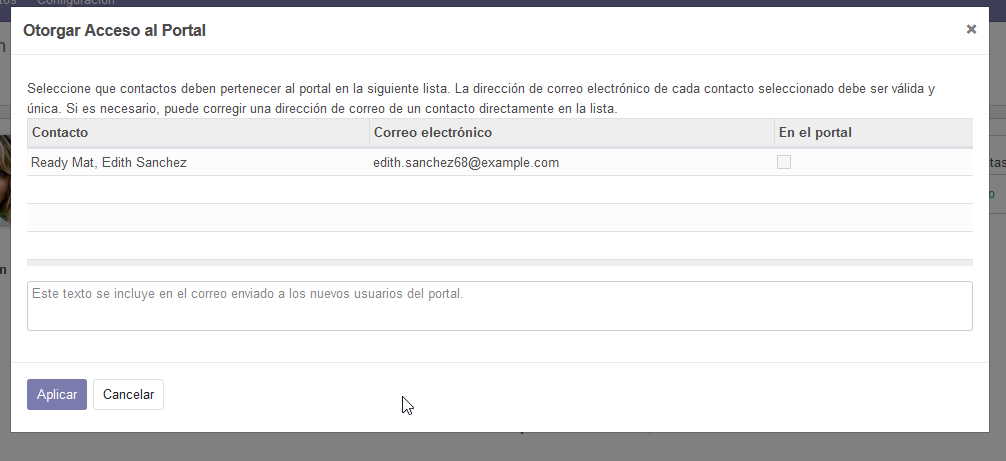 Configuración
Otorgar Acceso al Portal
Seleccione que contactos deben pertenecer al portal en la siguiente lista. La dirección de correo electrónico de cada contacto seleccionado debe ser válida y
única. Si es necesario, puede corregir una dirección de correo de un contacto directamente en la lista.
Contacto Correo electrónico En el portal
Ready Mat, Edith Sanchez edith.sanchez68@example.com
Este texto se incluye en el correo enviado a los nuevos usuarios del portal.
Aplicar Cancelar